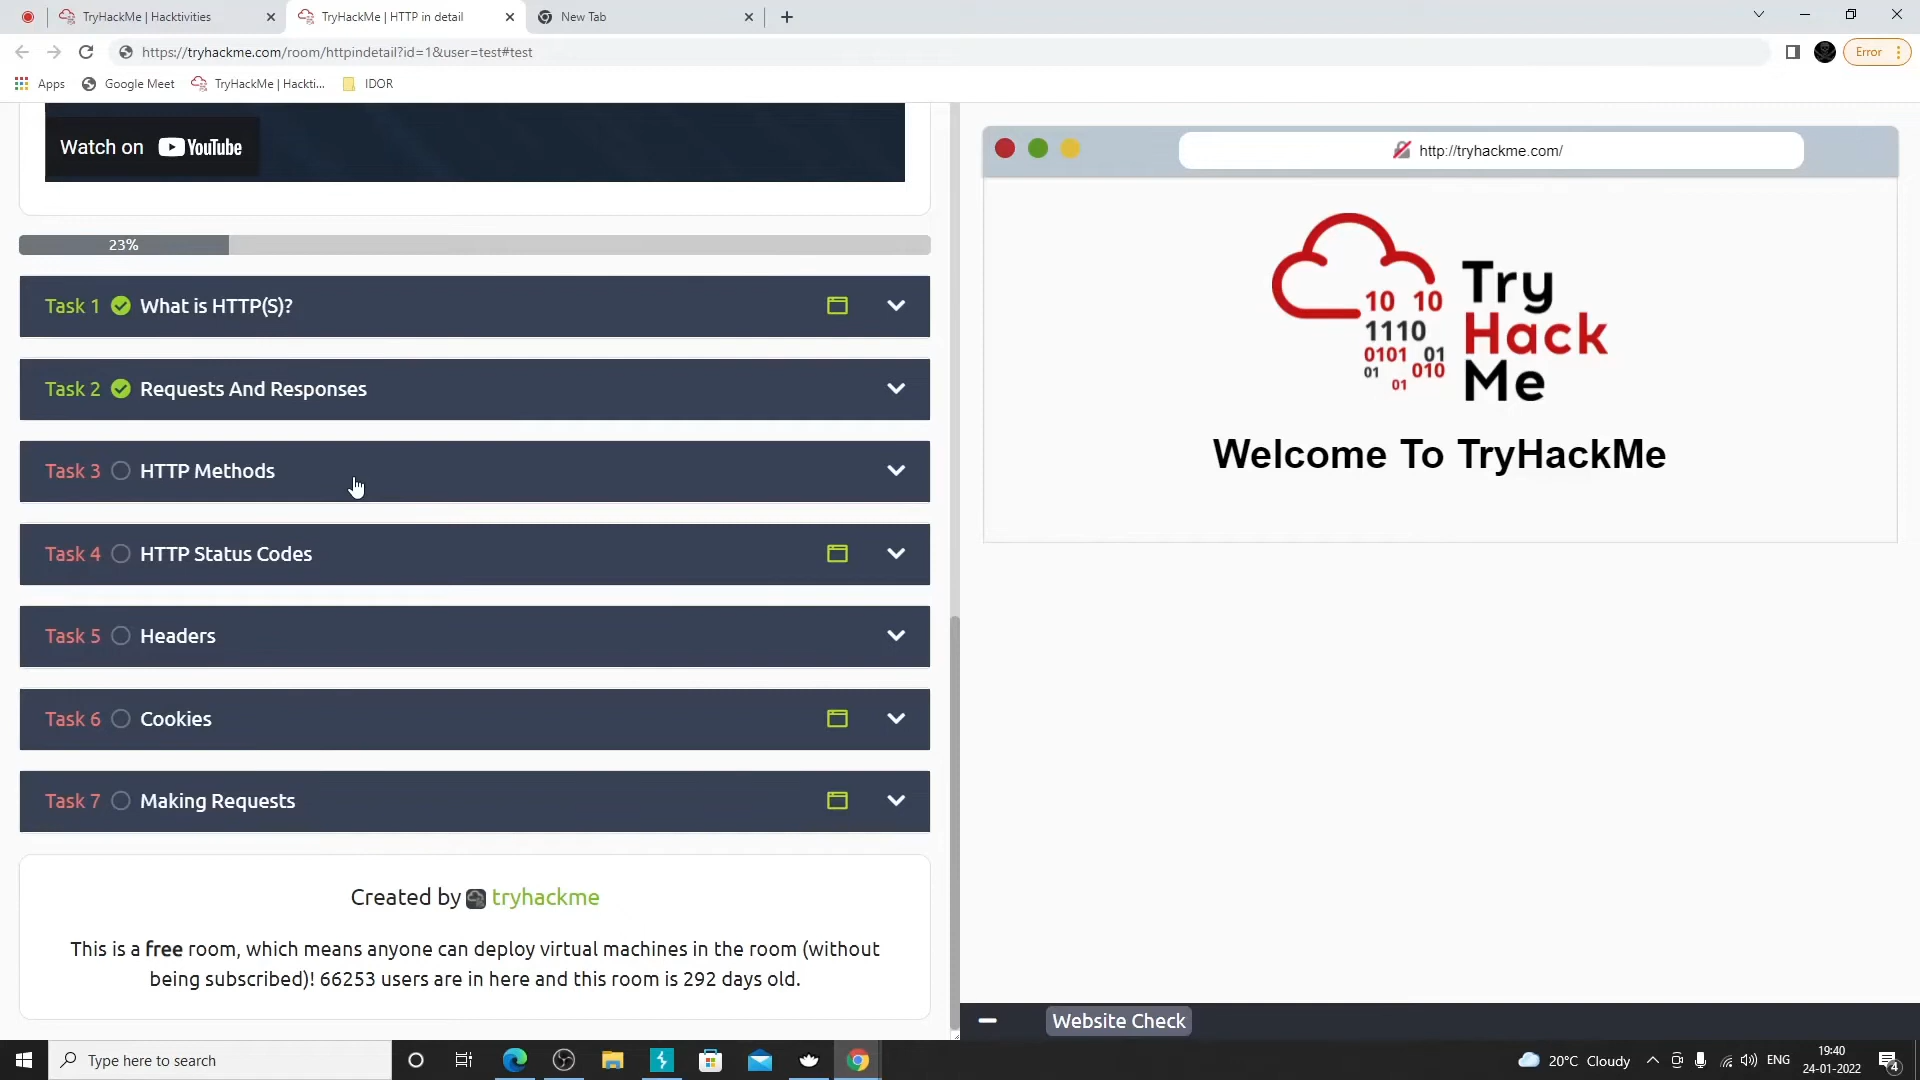 TryHackMe | Hacktivities
TryHackMe | HTTP in detail
New Tab
https://tryhackme.com/room/httpindetail?id=1&user=test#test
Error
Apps
Google Meet
TryHackMe | Hackti...
IDOR
Watch on YouTube
23%
Task 1 What is HTTP(S)?
Task 2 Requests And Responses
Task 3 HTTP Methods
Task 4 HTTP Status Codes
Task 5 Headers
Task 6 Cookies
Task 7 Making Requests
Created by tryhackme
This is a free room, which means anyone can deploy virtual machines in the room (without
being subscribed)! 66253 users are in here and this room is 292 days old.
http://tryhackme.com/
10 10
1110
0101 01
01 010
01
Try
Hack
Me
Welcome To TryHackMe
Website Check
Type here to search
20°C Cloudy
ENG
19:40
24-01-2022
4